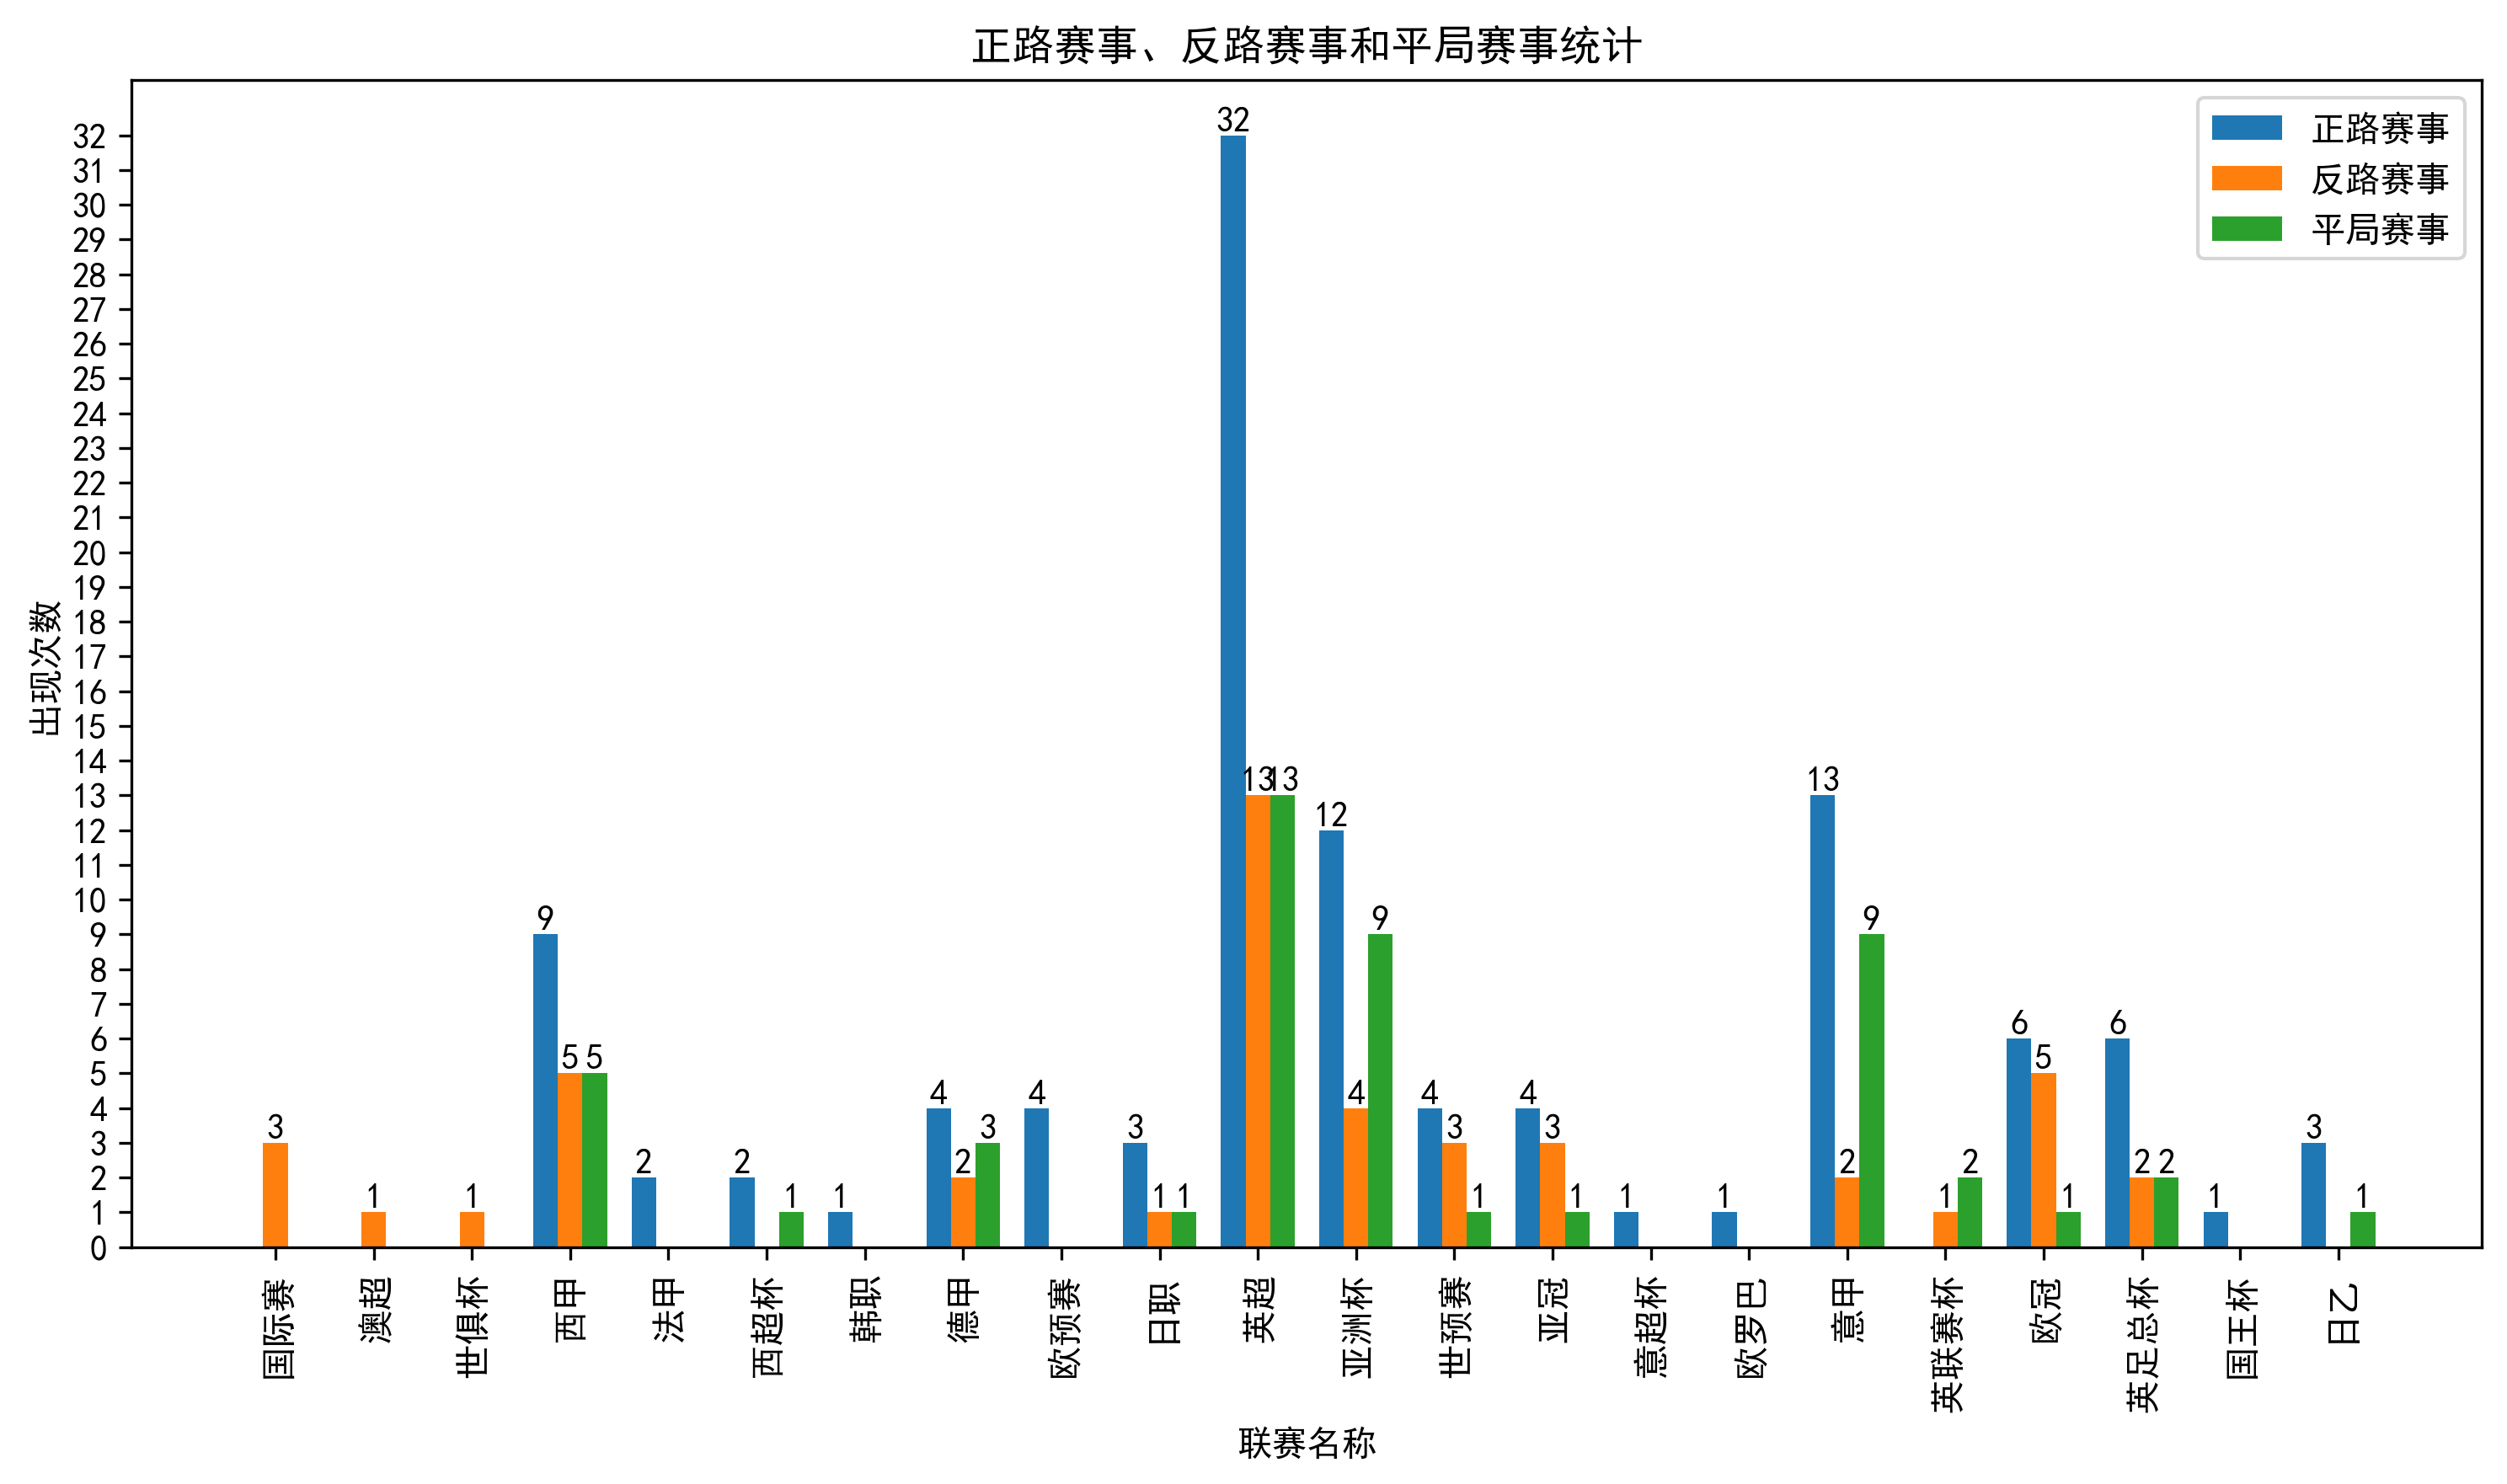 正路赛事、反路赛事和平局赛事统计
正路赛事
反路赛事
平局赛事
出现次数
32
31
30
29
28
27
26
25
24
23
22
21
20
19
18
17
16
15
14
13
12
11
10
9
8
7
6
5
4
3
2
1
0
3
1
1
9
5
5
2
2
1
1
4
2
3
4
3
1
1
32
13
13
12
4
9
4
3
1
4
3
1
1
1
13
2
9
1
2
6
5
1
6
2
2
1
3
1
国际赛
澳超
世俱杯
西甲
法甲
西超杯
韩职
德甲
欧预赛
日职
英超
亚洲杯
世预赛
亚冠
意超杯
欧罗巴
意甲
英联赛杯
欧冠
英足总杯
国王杯
日乙
联赛名称